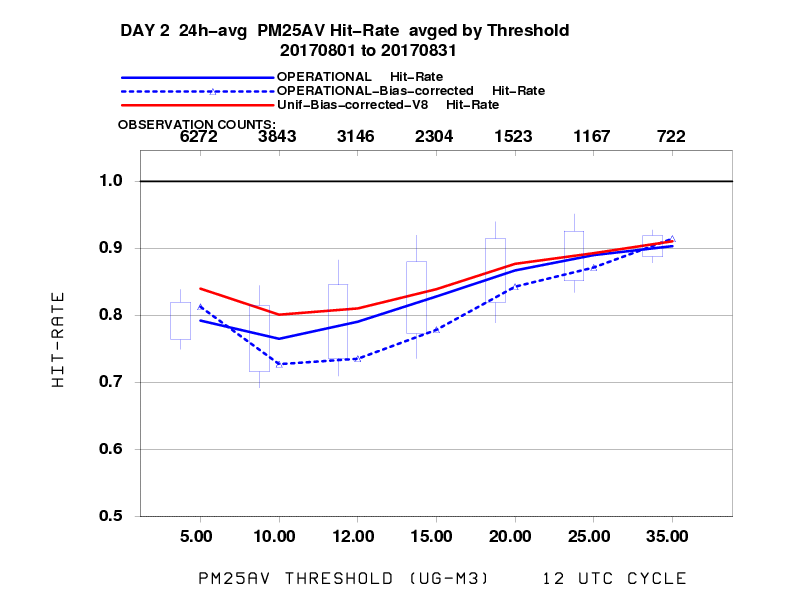 DAY 2 24h-avg PM25AV Hit-Rate avged by Threshold
20170801 to 20170831
OPERATIONAL Hit-Rate
OPERATIONAL-Bias-corrected Hit-Rate
Unif-Bias-corrected-V8 Hit-Rate
OBSERVATION COUNTS:
6272 3843 3146 2304 1523 1167 722
1.0
0.9
0.8
0.7
0.6
0.5
HIT-RATE
5.00 10.00 12.00 15.00 20.00 25.00 35.00
PM25AV THRESHOLD (UG-M3) 12 UTC CYCLE